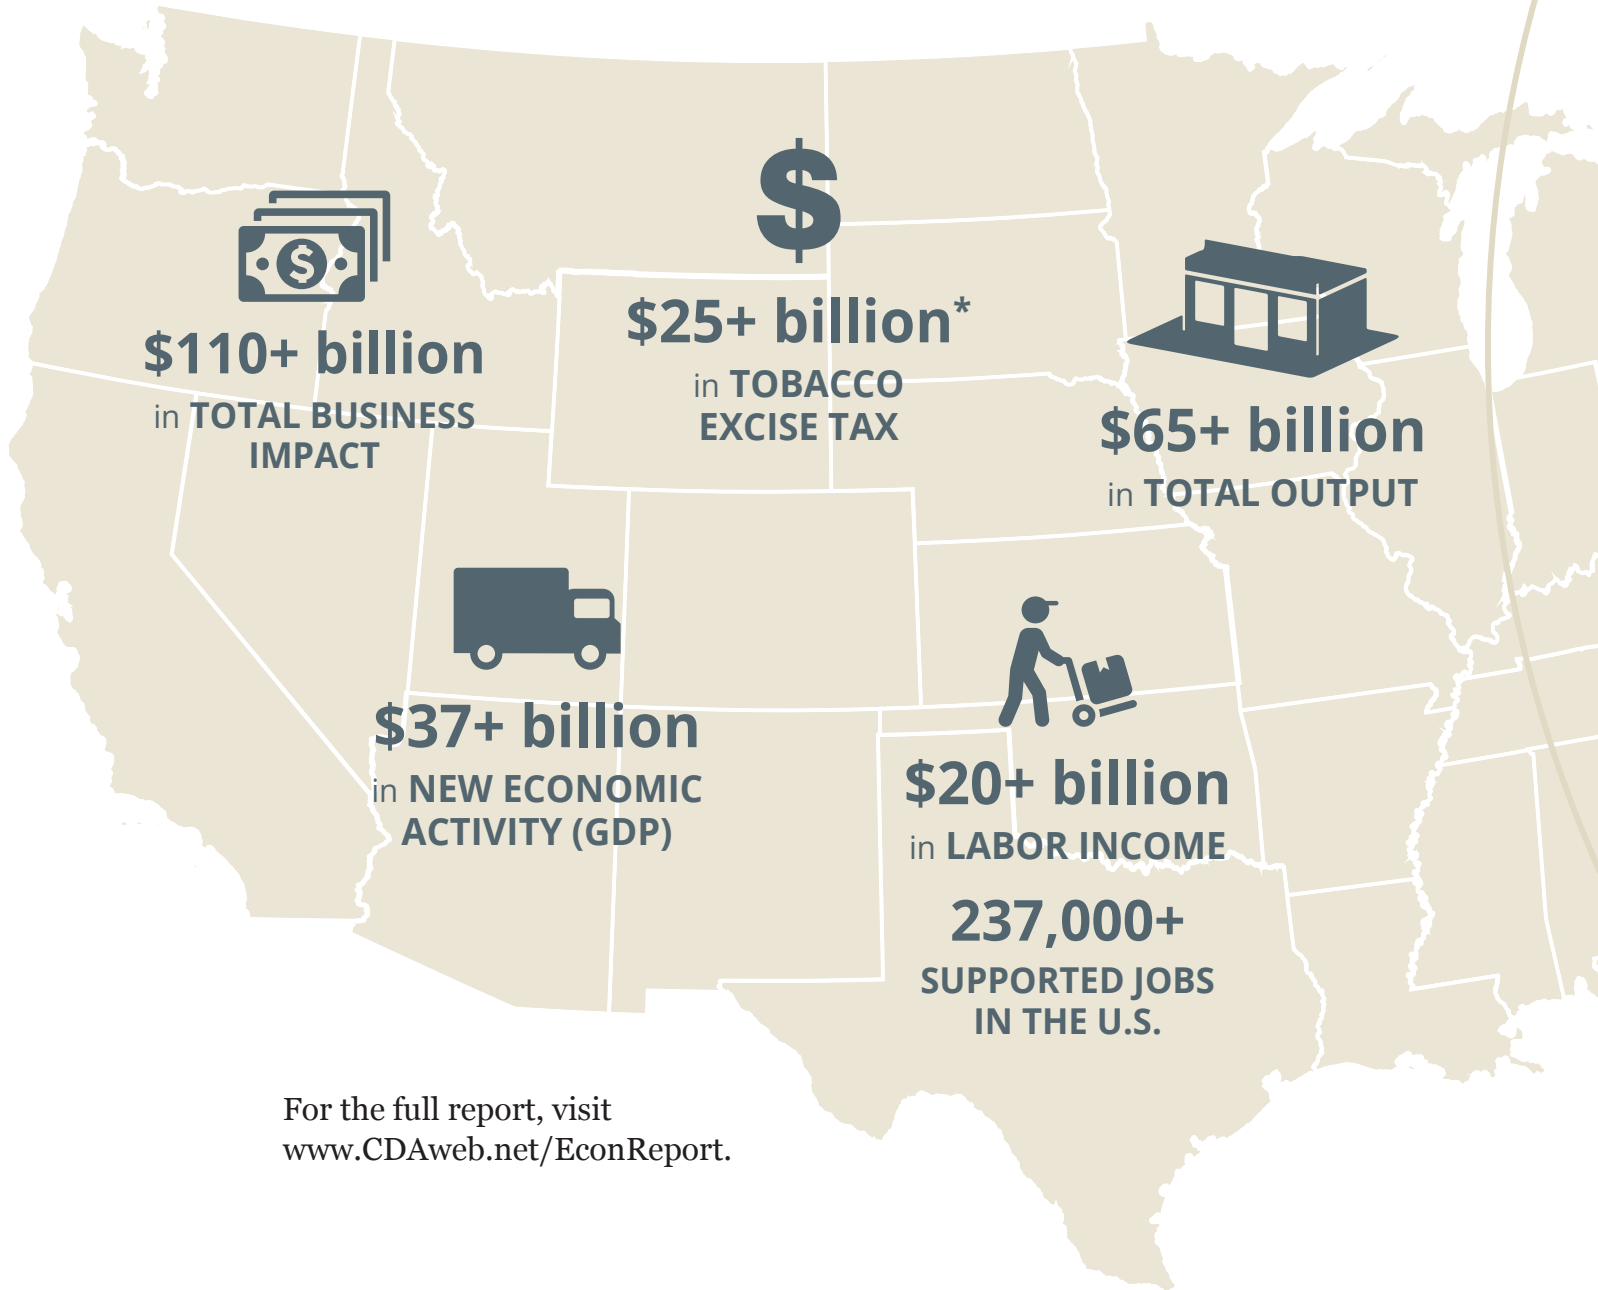 $110+ billion
in TOTAL BUSINESS
IMPACT
$25+ billion*
in TOBACCO
EXCISE TAX
$65+ billion
in TOTAL OUTPUT
$37+ billion
in NEW ECONOMIC
ACTIVITY (GDP)
$20+ billion
in LABOR INCOME
237,000+
SUPPORTED JOBS
IN THE U.S.
For the full report, visit
www.CDAweb.net/EconReport.